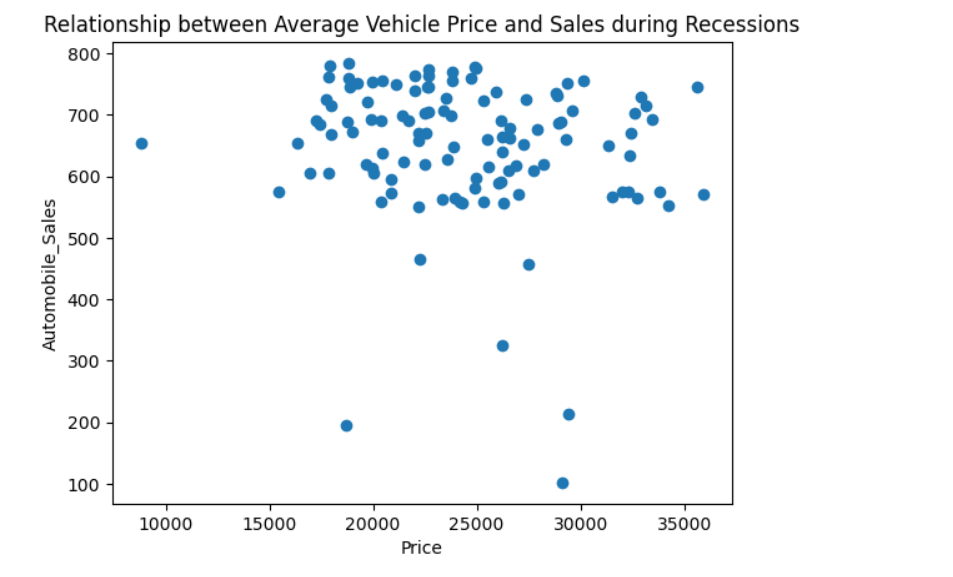 Relationship between Average Vehicle Price and Sales during Recessions
800
700
600
500
400
300
200
100
Automobile_Sales
10000 15000 20000 25000 30000 35000
Price